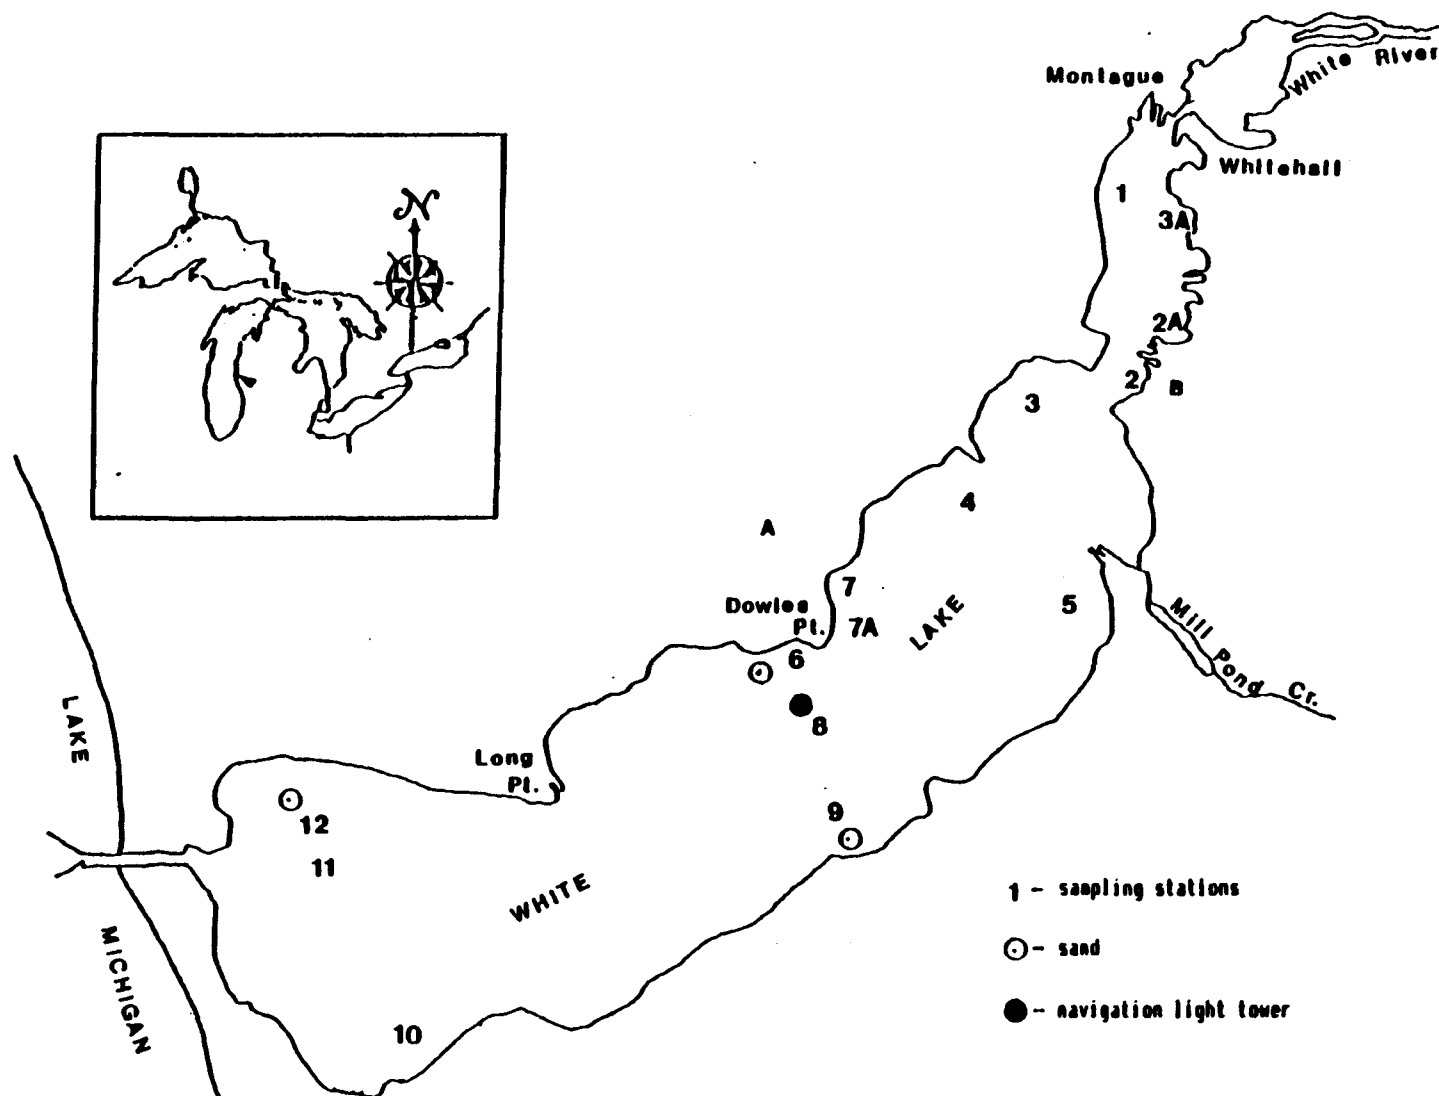 White River
Montague
Whitehall
N
1
3A
2A
2
B
3
4
A
7
Dowies
Pt.
7A
LAKE
5
Mill Pond Cr.
6
8
LAKE
Long
Pt.
9
12
11
WHITE
MICHIGAN
10
1 - sampling stations
- sand
- navigation light tower